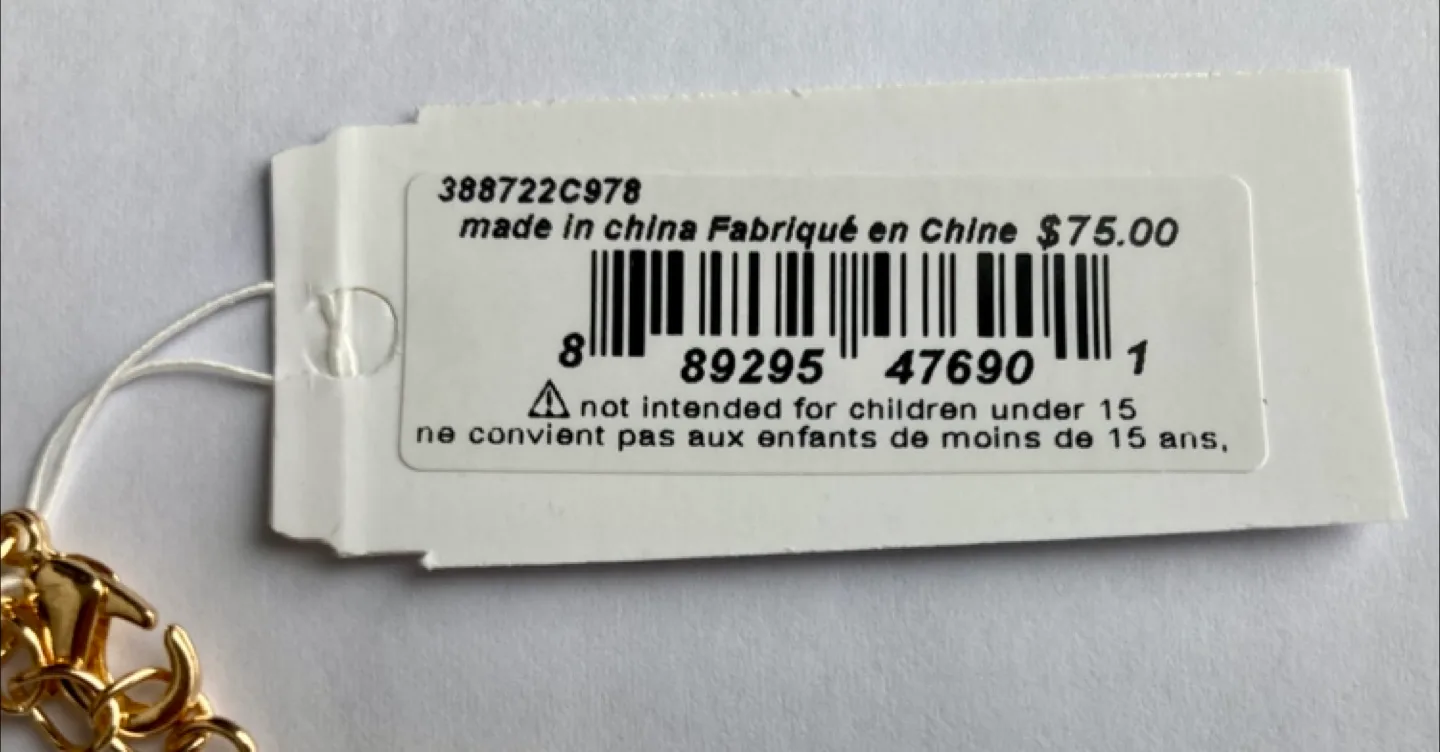 388722C978
made in china Fabriqué en Chine $75.00
8 89295 47690 1
⚠ not intended for children under 15
ne convient pas aux enfants de moins de 15 ans,